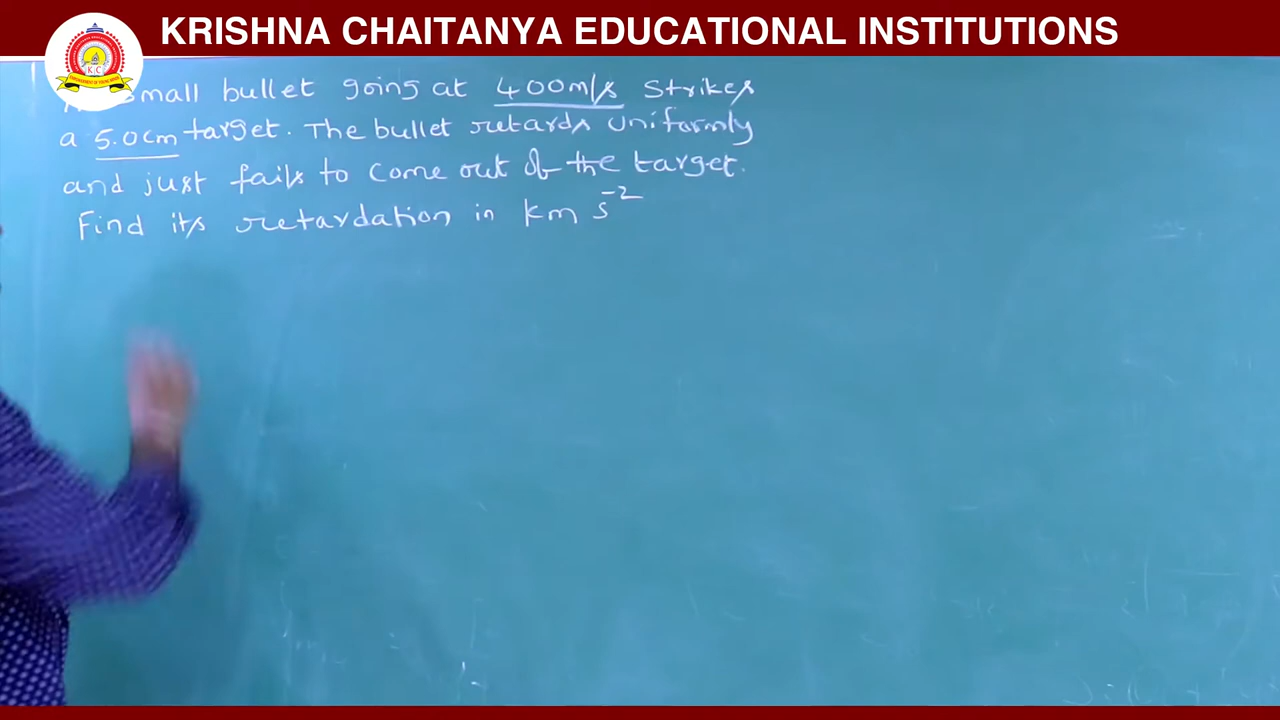 KRISHNA CHAITANYA EDUCATIONAL INSTITUTIONS
K C
small bullet going at 400m/s strikes
a 5.0cm target. The bullet retards uniformly
and just fails to come out of the target.
Find its retardation in km s⁻²